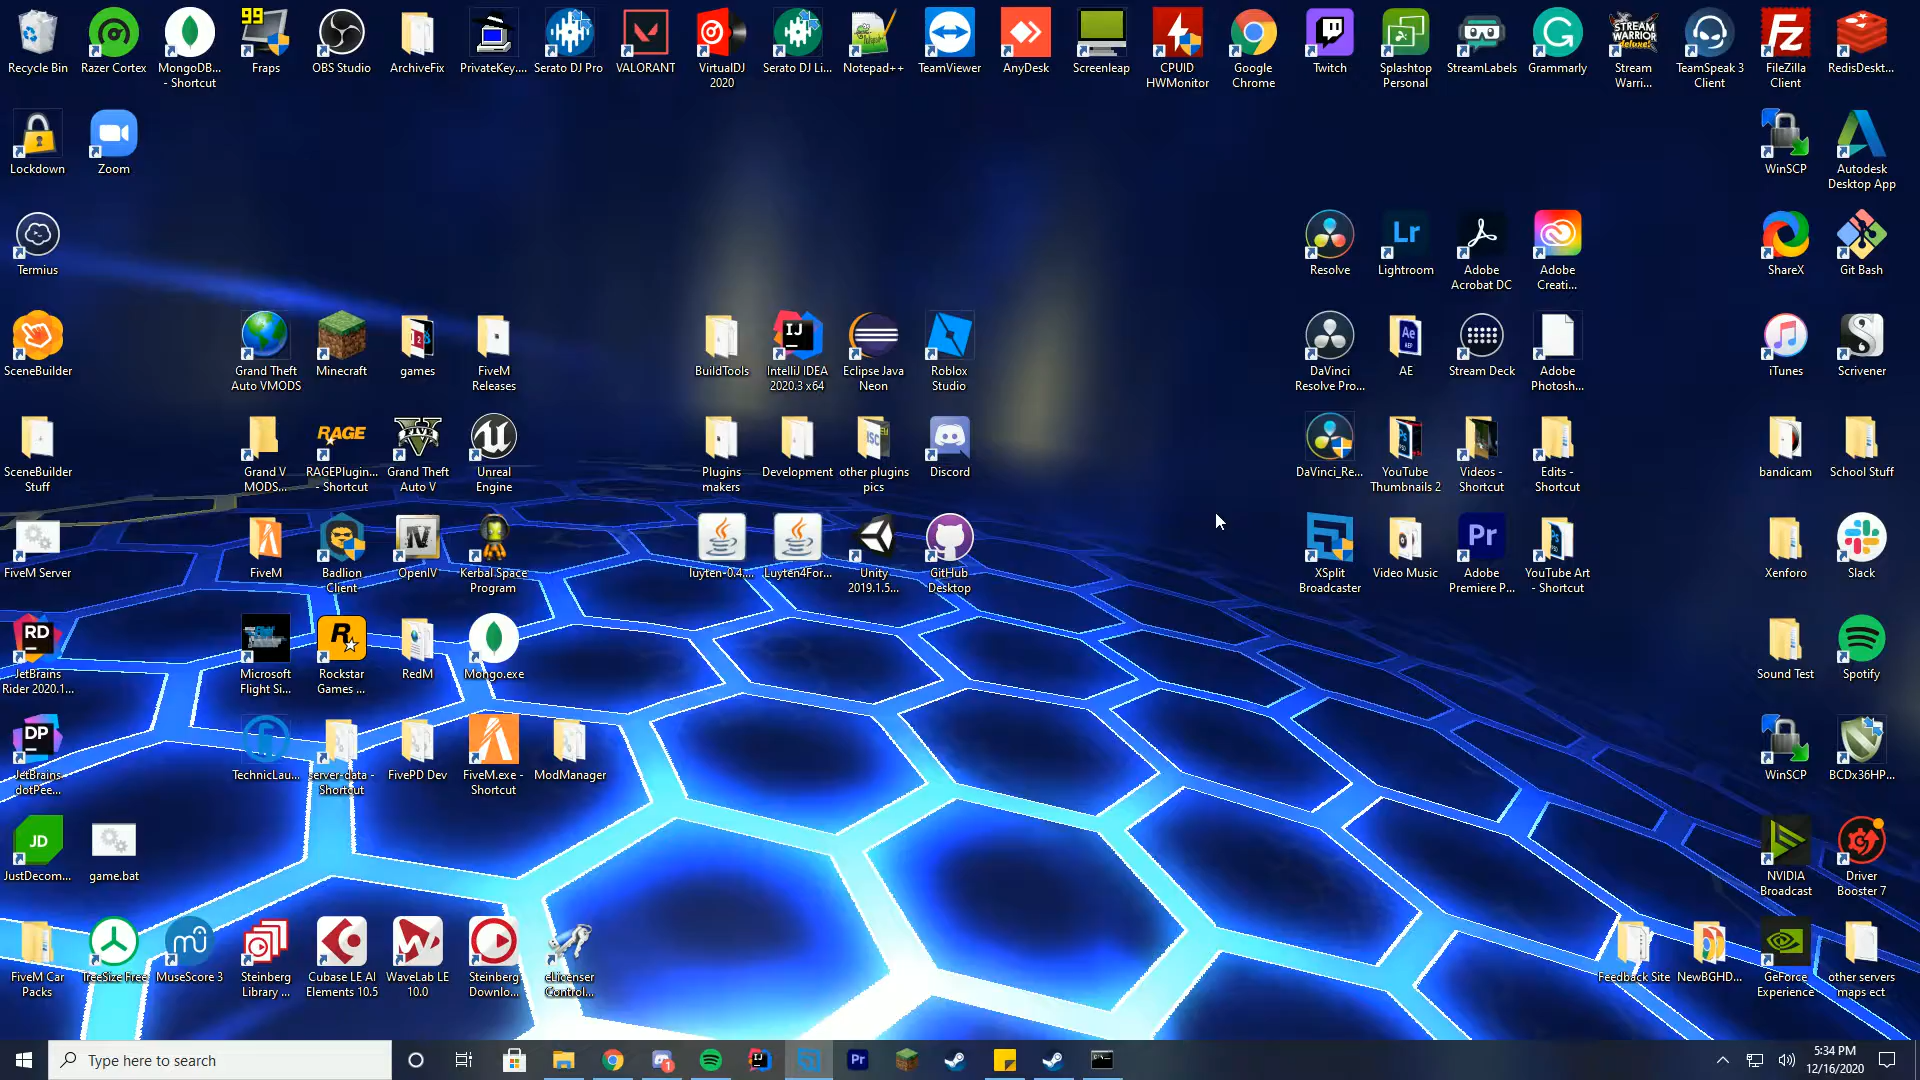 99
Recycle Bin
Razer Cortex
MongoDB...
- Shortcut
Fraps
OBS Studio
ArchiveFix
PrivateKey....
Serato DJ Pro
VALORANT
VirtualDJ
2020
Serato DJ Li...
Notepad++
TeamViewer
AnyDesk
Screenleap
CPUID
HWMonitor
Google
Chrome
Twitch
Splashtop
Personal
StreamLabels
Grammarly
Stream
Warri...
TeamSpeak 3
Client
FileZilla
Client
RedisDeskt...
Lockdown
Zoom
WinSCP
Autodesk
Desktop App
Termius
Resolve
Lr
Lightroom
Adobe
Acrobat DC
Adobe
Creati...
ShareX
Git Bash
SceneBuilder
Grand Theft
Auto VMODS
Minecraft
games
FiveM
Releases
BuildTools
IJ
IntelliJ IDEA
2020.3 x64
Eclipse Java
Neon
Roblox
Studio
DaVinci
Resolve Pro...
AE
Stream Deck
Adobe
Photosh...
iTunes
Scrivener
SceneBuilder
Stuff
Grand V
MODS...
RAGE
RAGEPlugin...
- Shortcut
Grand Theft
Auto V
Unreal
Engine
Plugins
makers
Development
other plugins
pics
Discord
DaVinci_Re...
YouTube
Thumbnails 2
Videos -
Shortcut
Edits -
Shortcut
bandicam
School Stuff
FiveM Server
FiveM
Badlion
Client
OpenIV
Kerbal Space
Program
luyten-0.4....
Luyten4For...
Unity
2019.1.5...
GitHub
Desktop
XSplit
Broadcaster
Video Music
Pr
Adobe
Premiere P...
YouTube Art
- Shortcut
Xenforo
Slack
RD
JetBrains
Rider 2020.1...
Microsoft
Flight Si...
Rockstar
Games ...
RedM
Mongo.exe
Sound Test
Spotify
DP
JetBrains
dotPee...
TechnicLau...
server-data -
Shortcut
FivePD Dev
FiveM.exe -
Shortcut
ModManager
WinSCP
BCDx36HP...
JD
JustDecom...
game.bat
NVIDIA
Broadcast
Driver
Booster 7
FiveM Car
Packs
TreeSize Free
MuseScore 3
Steinberg
Library ...
Cubase LE AI
Elements 10.5
WaveLab LE
10.0
Steinberg
Downlo...
eLicenser
Control...
Feedback Site
NewBGHD...
GeForce
Experience
other servers
maps ect
Type here to search
1
Pr
5:34 PM
12/16/2020